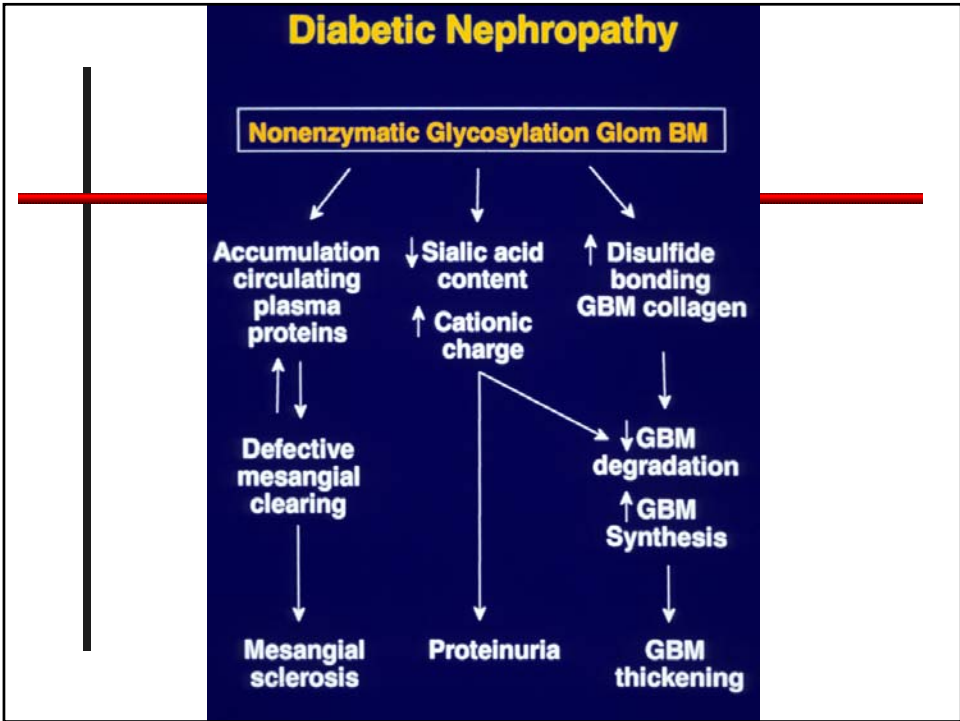 Diabetic Nephropathy
Nonenzymatic Glycosylation Glom BM
Accumulation
circulating
plasma
proteins
↓ Sialic acid
content
↑ Cationic
charge
↑ Disulfide
bonding
GBM collagen
Defective
mesangial
clearing
↓ GBM
degradation
↑ GBM
Synthesis
Mesangial
sclerosis
Proteinuria
GBM
thickening